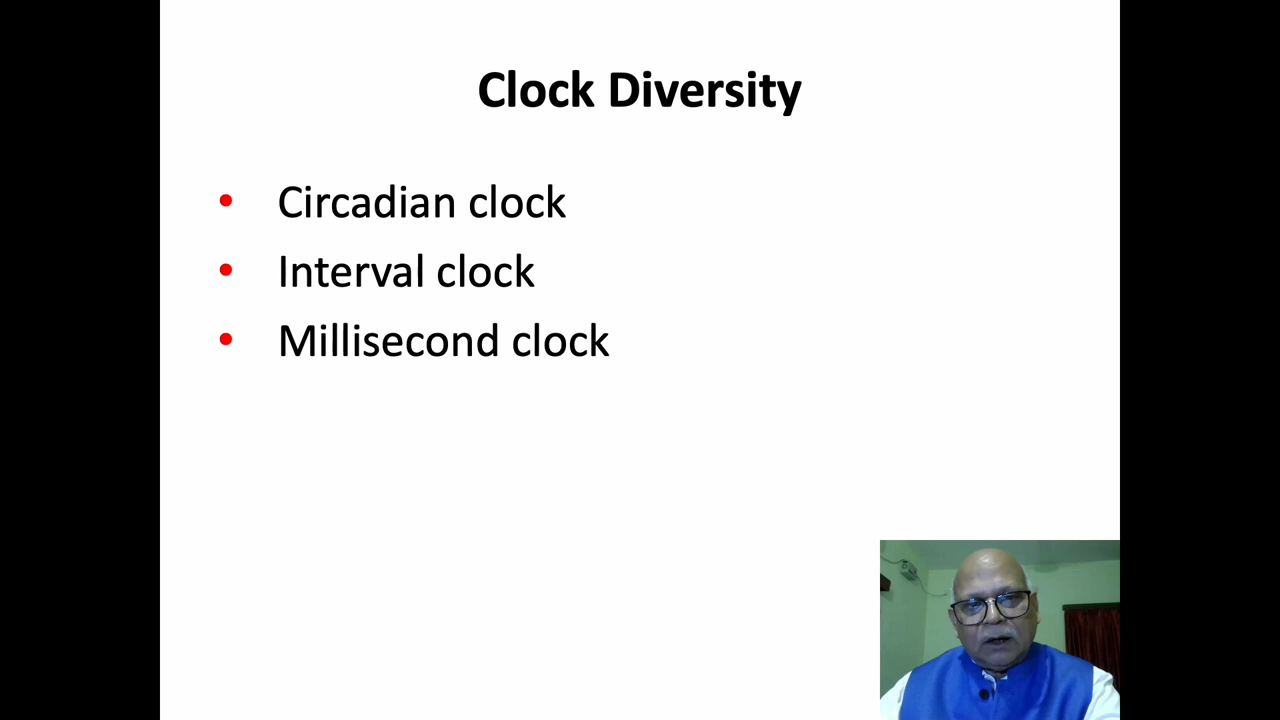 Clock Diversity
• Circadian clock
• Interval clock
• Millisecond clock